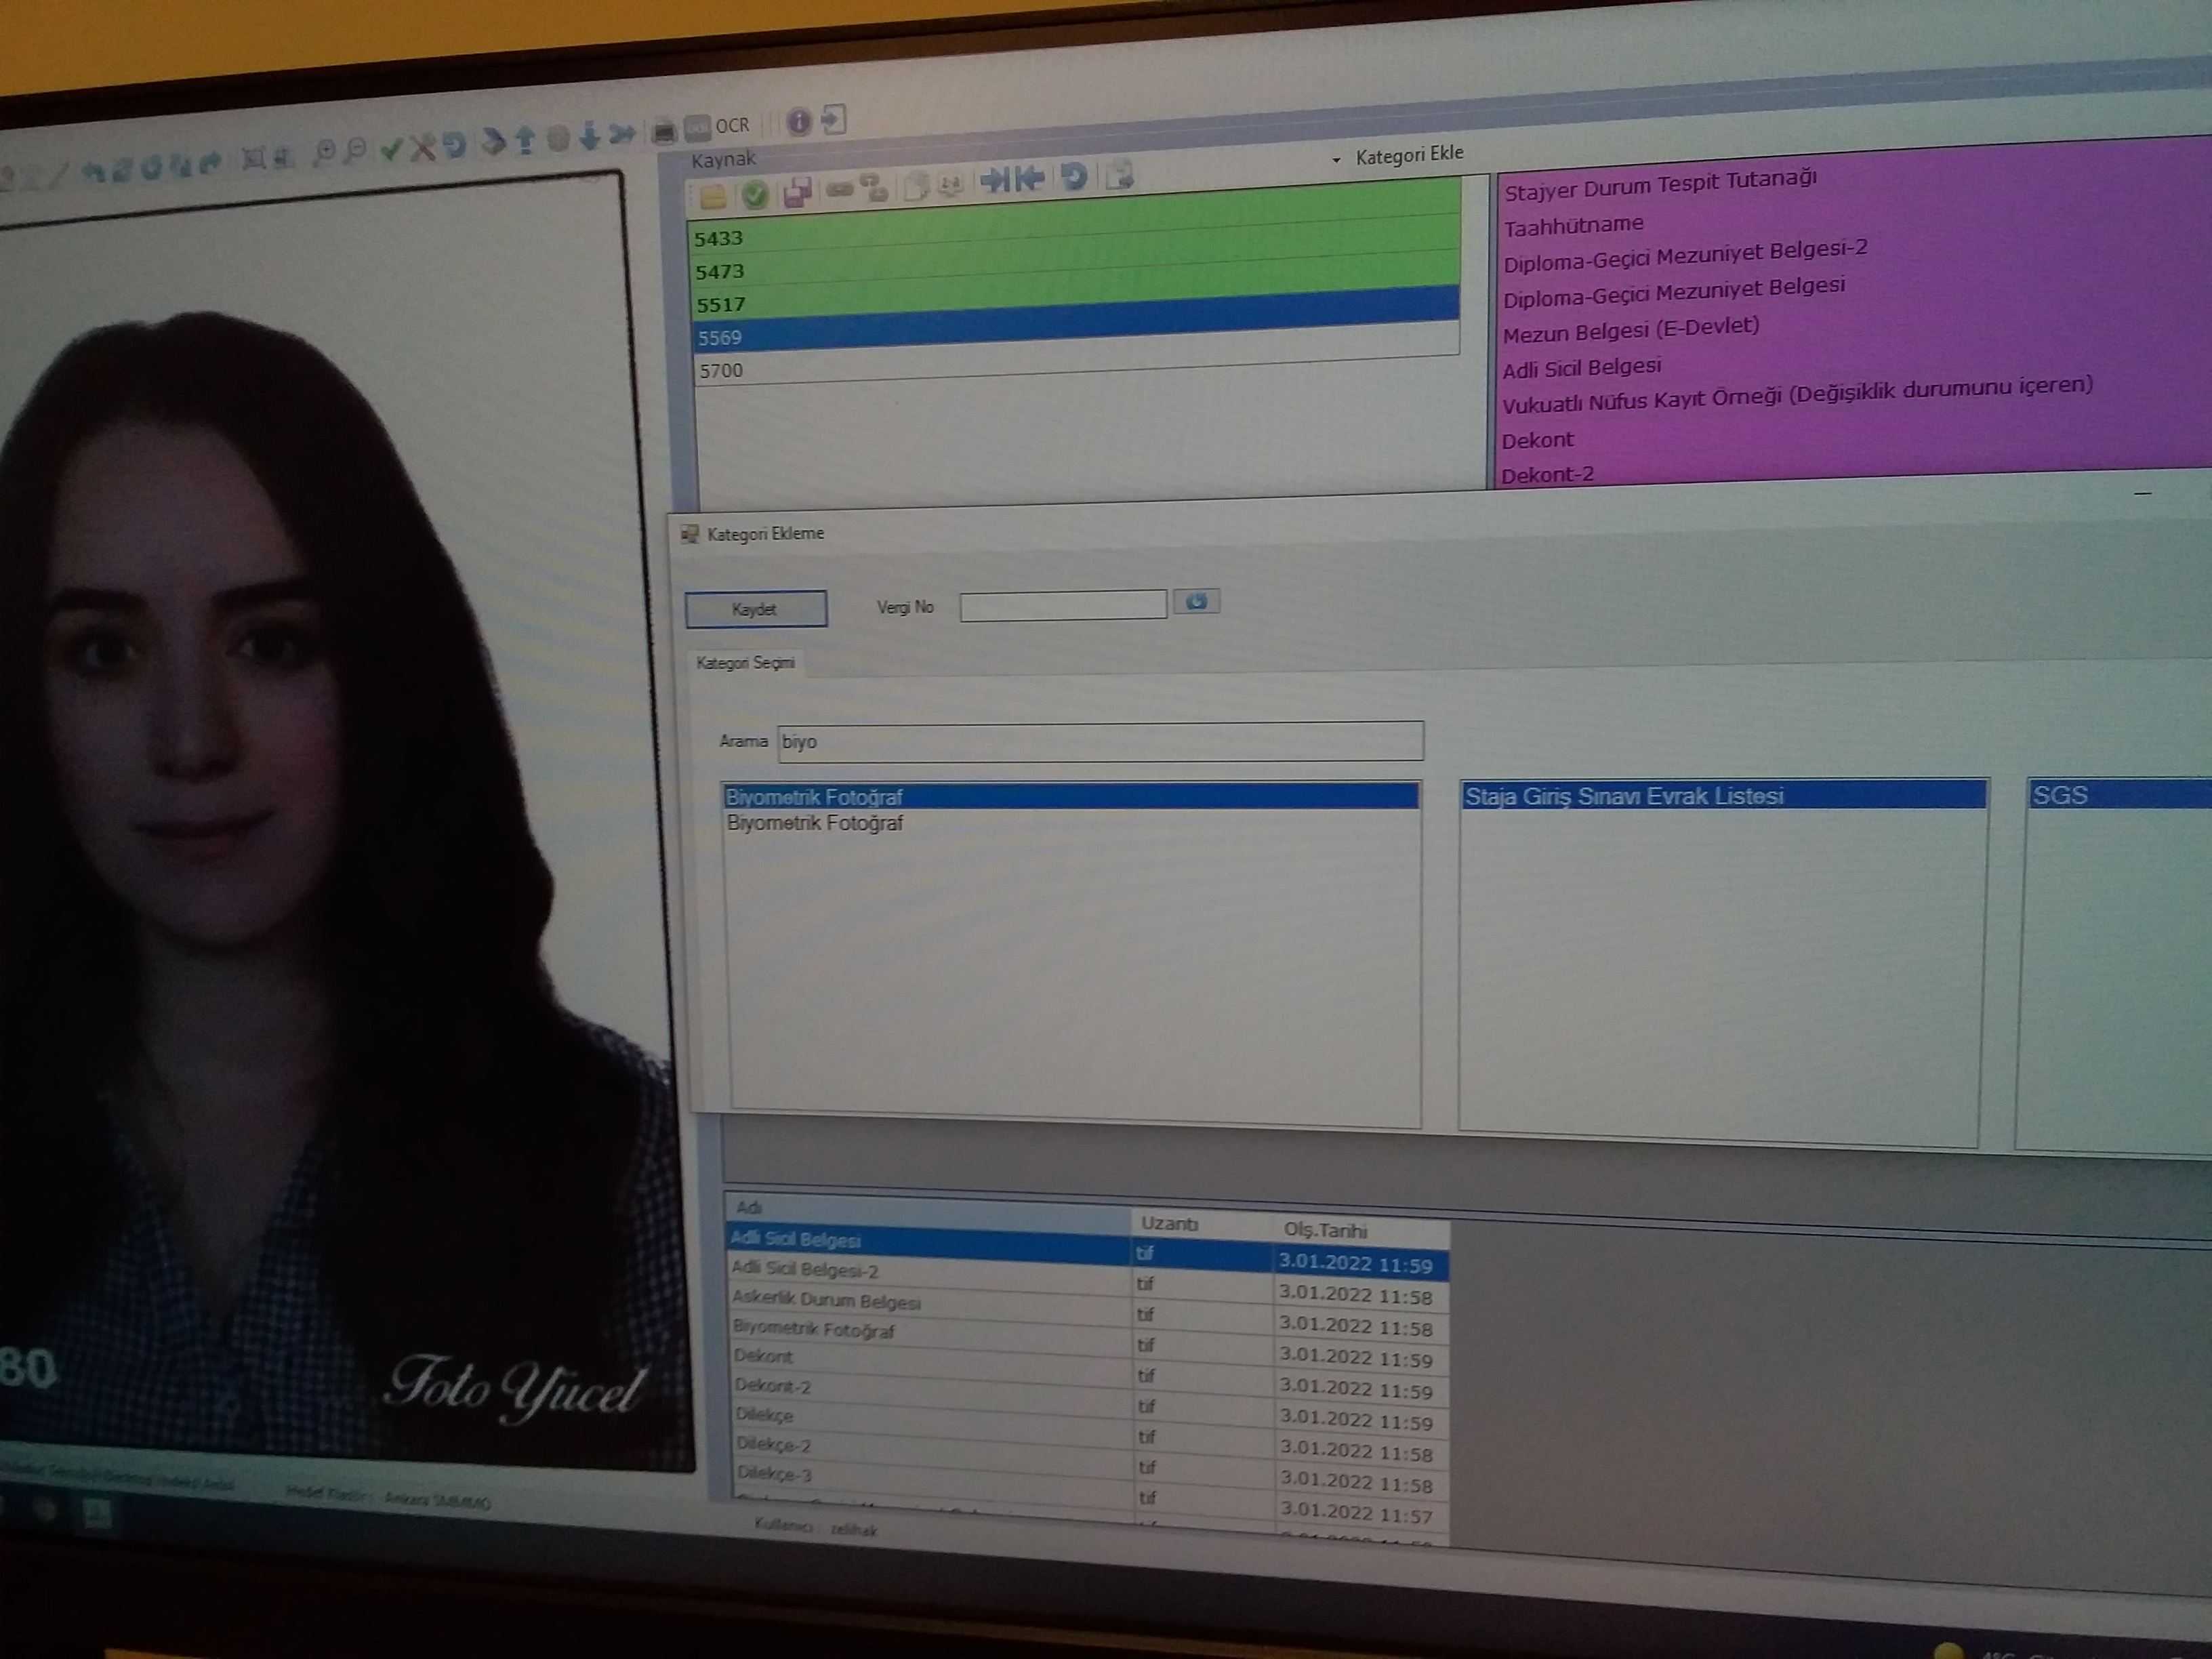 OCR
Kaynak
Kategori Ekle
5433
5473
5517
5569
5700
Stajyer Durum Tespit Tutanağı
Taahhütname
Diploma-Geçici Mezuniyet Belgesi-2
Diploma-Geçici Mezuniyet Belgesi
Mezun Belgesi (E-Devlet)
Adli Sicil Belgesi
Vukuatlı Nüfus Kayıt Örneği (Değişiklik durumunu içeren)
Dekont
Dekont-2
Kategori Ekleme
Kaydet
Vergi No
Kategori Seçimi
Arama
biyo
Biyometrik Fotoğraf
Biyometrik Fotoğraf
Staja Giriş Sınavı Evrak Listesi
SGS
Adı Uzantı Olş.Tarihi
Adli Sicil Belgesi tif 3.01.2022 11:59
Adli Sicil Belgesi-2 tif 3.01.2022 11:58
Askerlik Durum Belgesi tif 3.01.2022 11:58
Biyometrik Fotoğraf tif 3.01.2022 11:59
Dekont tif 3.01.2022 11:59
Dekont-2 tif 3.01.2022 11:59
Dilekçe tif 3.01.2022 11:58
Dilekçe-2 tif 3.01.2022 11:58
Dilekçe-3 tif 3.01.2022 11:57
80
Foto Yücel
Hedef Klasör : Ankara SMMMO
Kullanıcı : zelihak